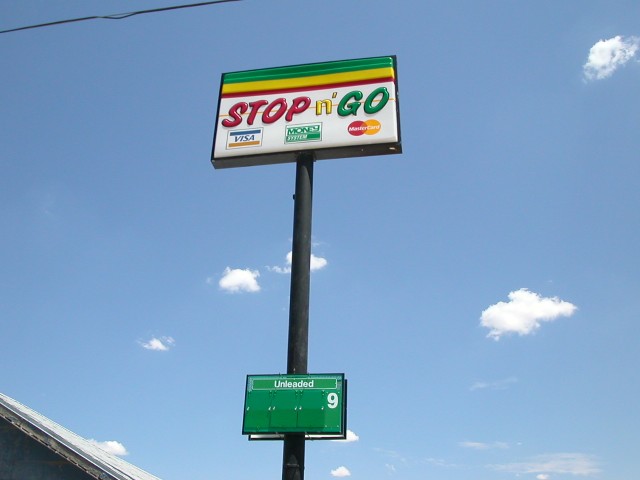 STOP n' GO
VISA MONEY SYSTEM MasterCard
Unleaded
9